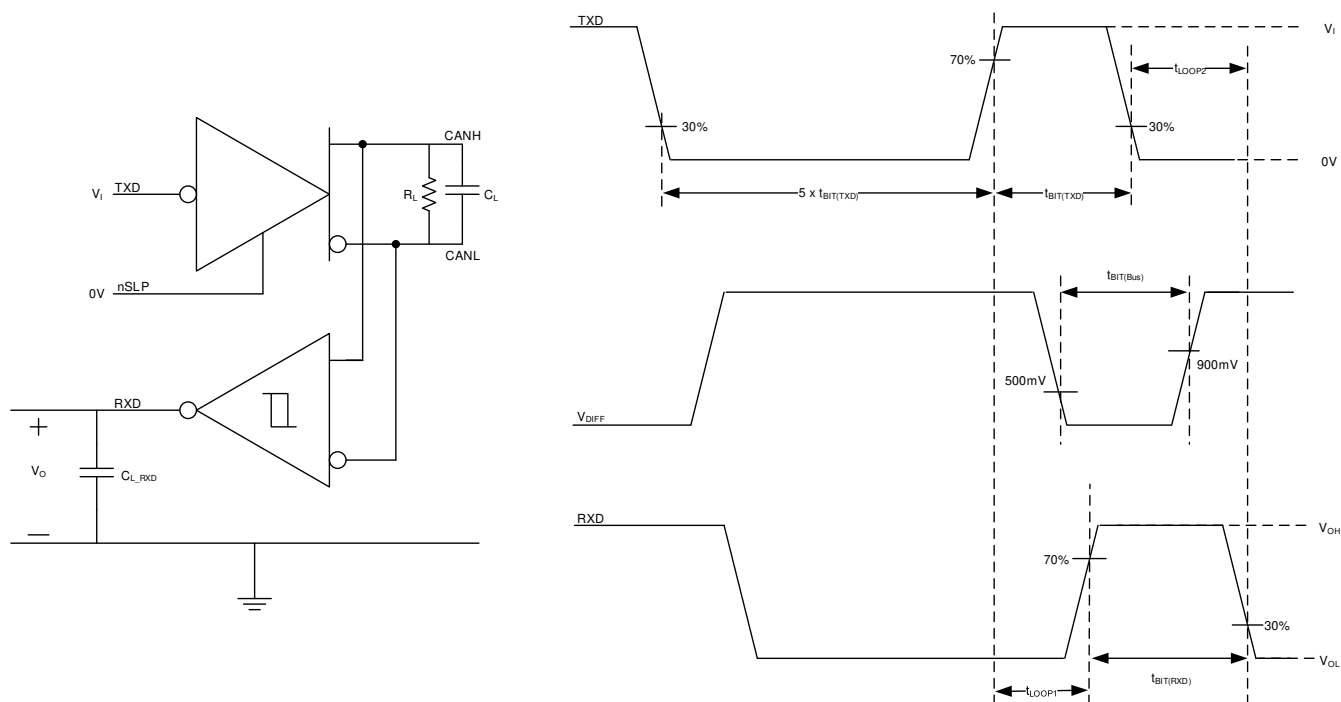 TXD
V_I
70%
t_LOOP2
30%
30%
0V
5 x t_BIT(TXD)
t_BIT(TXD)
CANH
V_I
TXD
R_L
C_L
CANL
0V
nSLP
t_BIT(Bus)
500mV
900mV
V_DIFF
RXD
+
V_O
C_L_RXD
—
RXD
V_OH
70%
30%
V_OL
t_BIT(RXD)
t_LOOP1